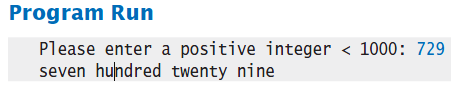 Program Run
Please enter a positive integer < 1000: 729
seven hundred twenty nine